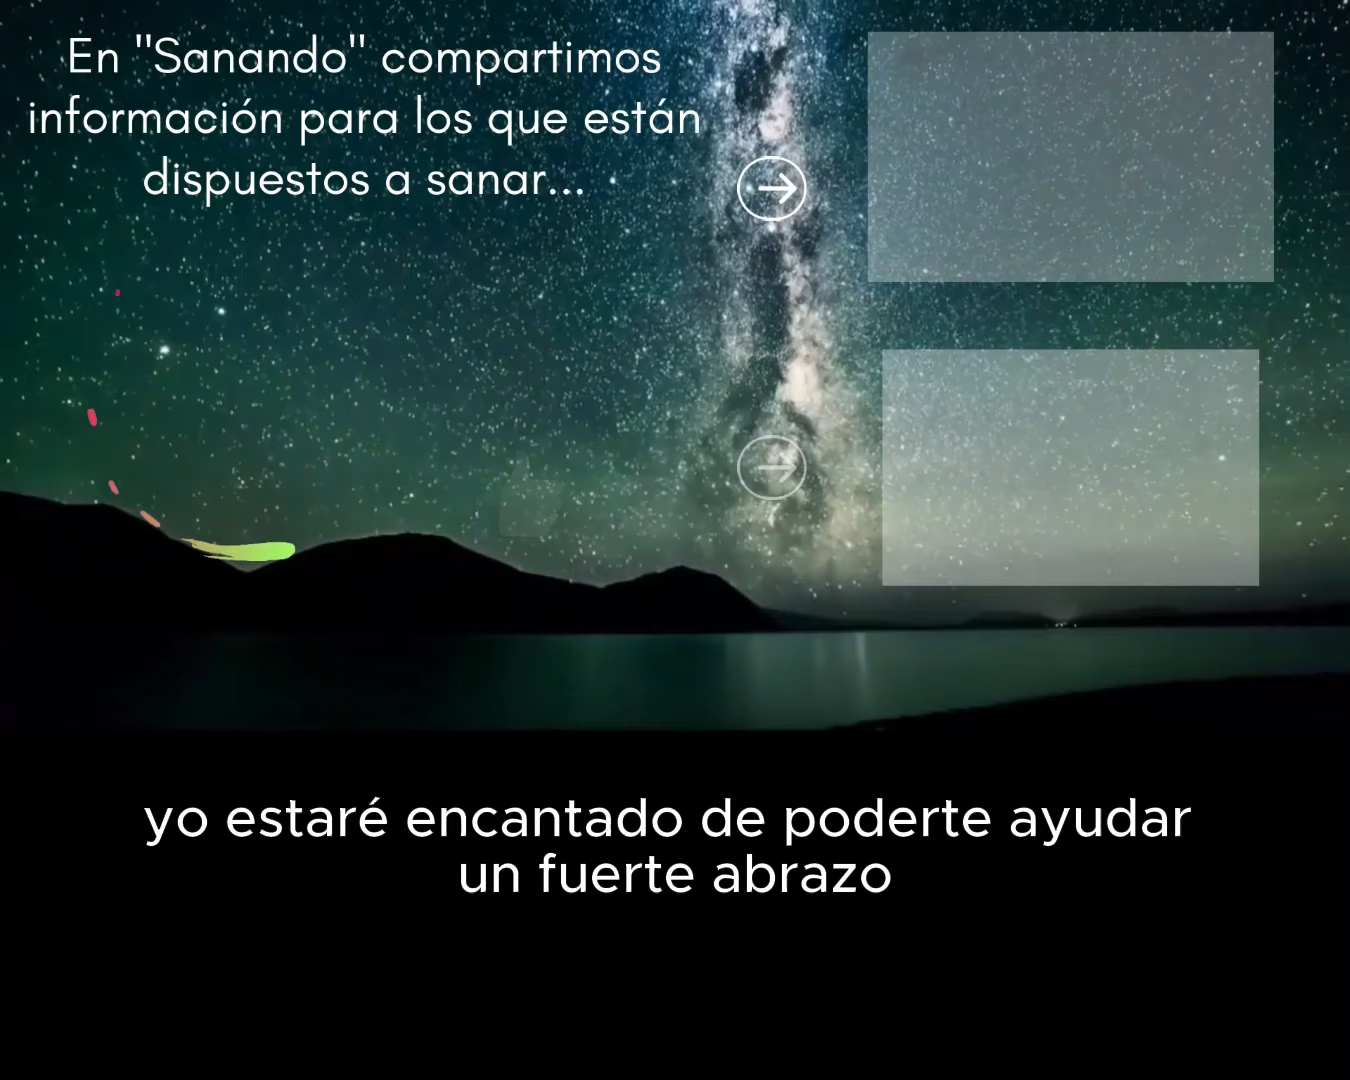 En "Sanando" compartimos
información para los que están
dispuestos a sanar...
yo estaré encantado de poderte ayudar
un fuerte abrazo